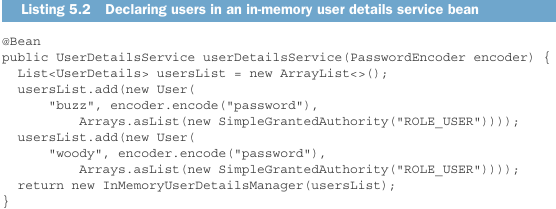 Listing 5.2 Declaring users in an in-memory user details service bean
@Bean
public UserDetailsService userDetailsService(PasswordEncoder encoder) {
  List<UserDetails> usersList = new ArrayList<>();
  usersList.add(new User(
      "buzz", encoder.encode("password"),
          Arrays.asList(new SimpleGrantedAuthority("ROLE_USER"))));
  usersList.add(new User(
      "woody", encoder.encode("password"),
          Arrays.asList(new SimpleGrantedAuthority("ROLE_USER"))));
  return new InMemoryUserDetailsManager(usersList);
}